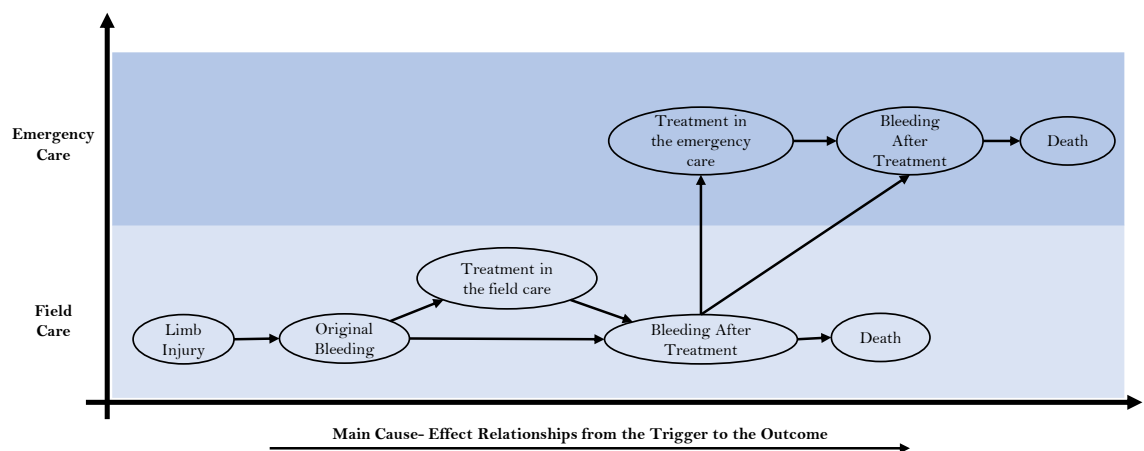 Emergency
Care
Treatment in
the emergency
care
Bleeding
After
Treatment
Death
Field
Care
Treatment in
the field care
Limb
Injury
Original
Bleeding
Bleeding After
Treatment
Death
Main Cause- Effect Relationships from the Trigger to the Outcome